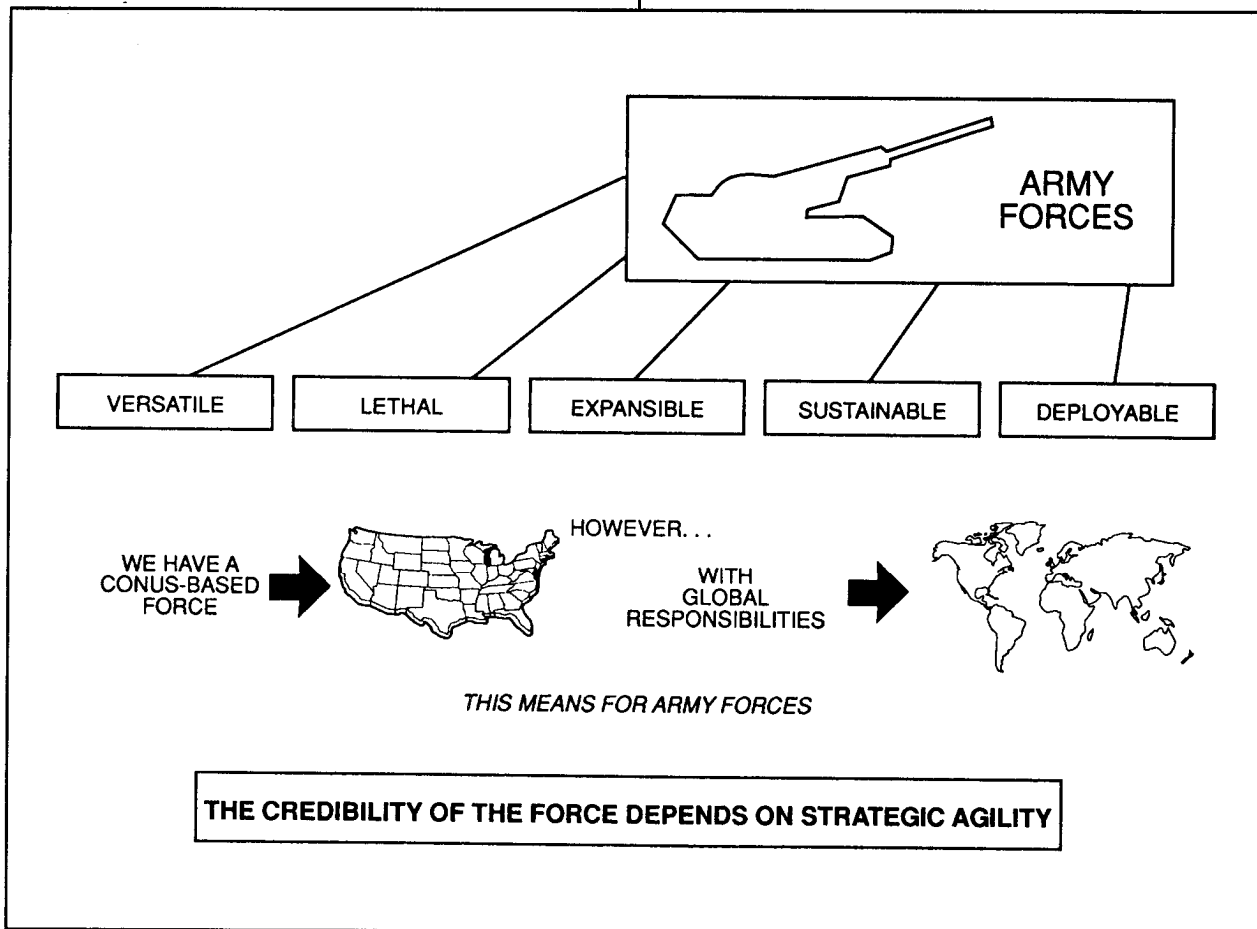 ARMY
FORCES
VERSATILE
LETHAL
EXPANSIBLE
SUSTAINABLE
DEPLOYABLE
WE HAVE A
CONUS-BASED
FORCE
HOWEVER. . .
WITH
GLOBAL
RESPONSIBILITIES
THIS MEANS FOR ARMY FORCES
THE CREDIBILITY OF THE FORCE DEPENDS ON STRATEGIC AGILITY